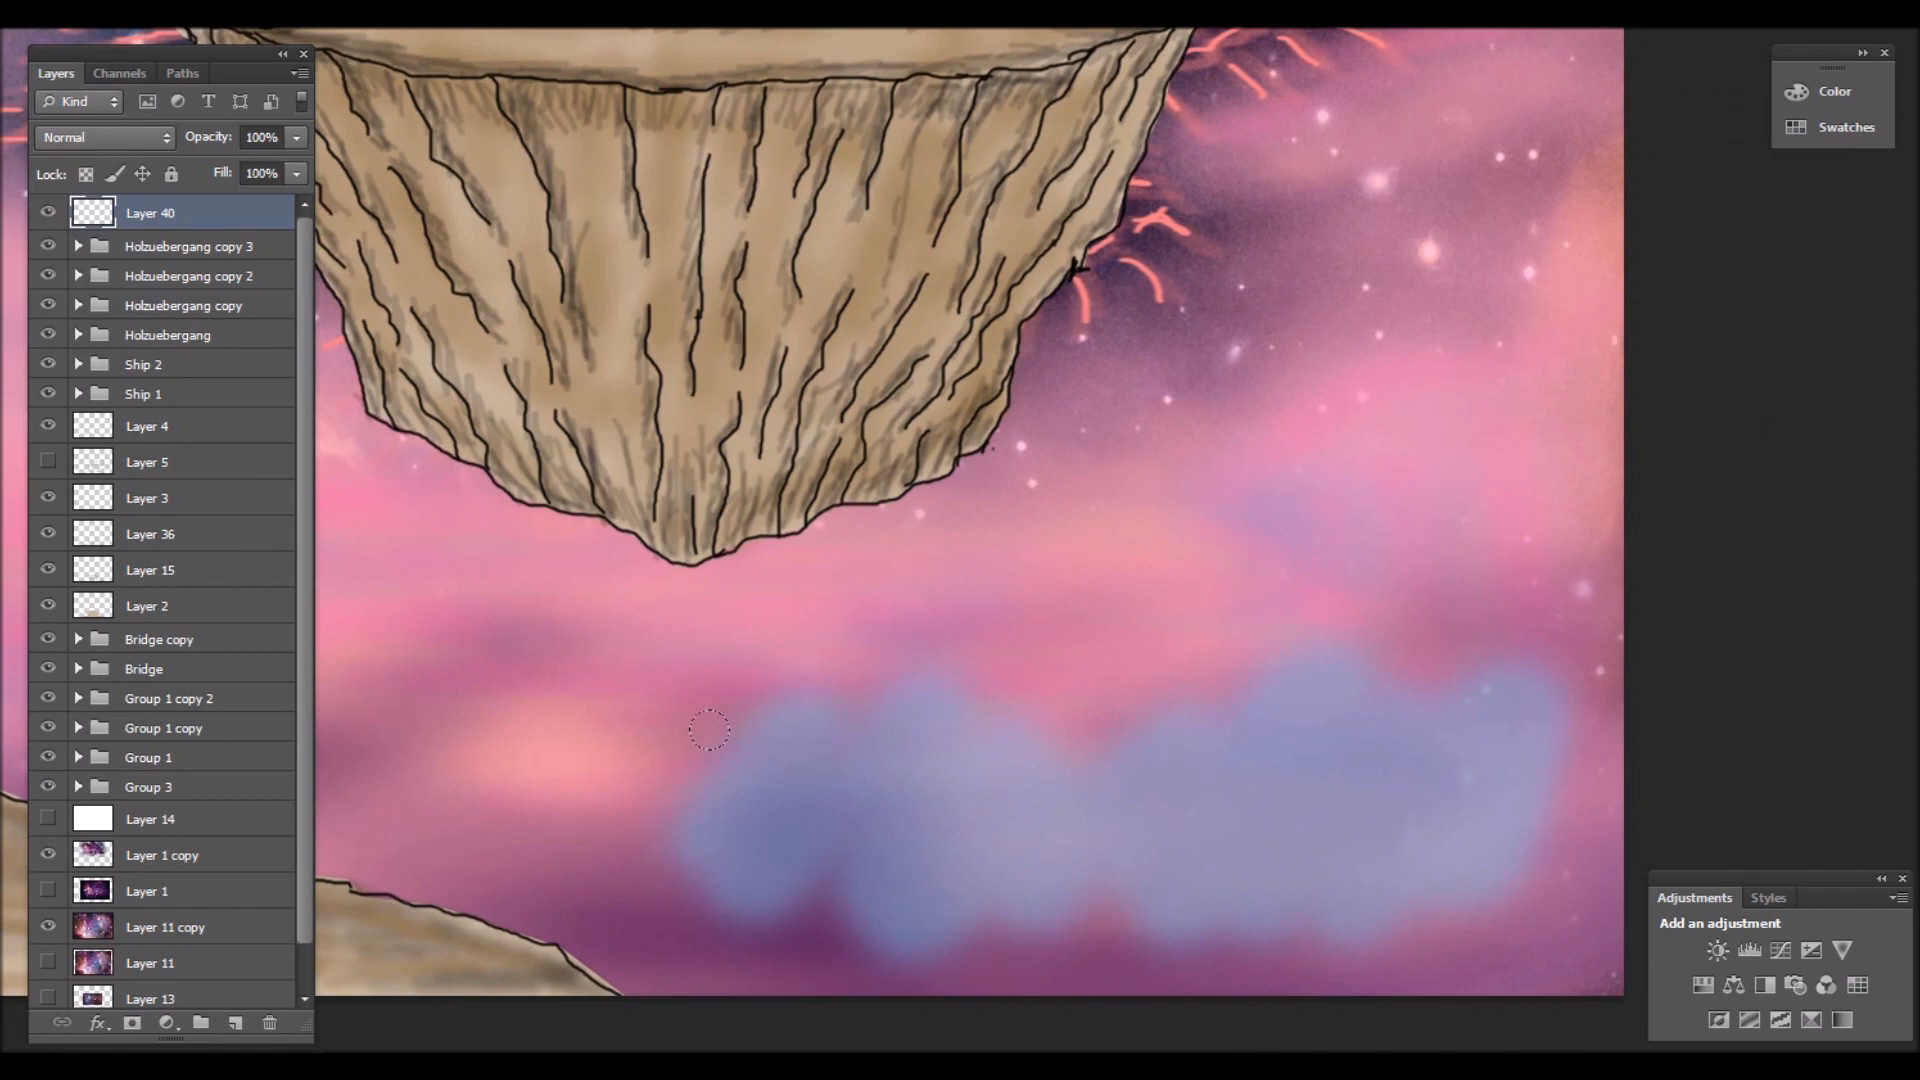 Layers Channels Paths
Kind
Normal Opacity: 100%
Lock: Fill: 100%
Layer 40
Holzuebergang copy 3
Holzuebergang copy 2
Holzuebergang copy
Holzuebergang
Ship 2
Ship 1
Layer 4
Layer 5
Layer 3
Layer 36
Layer 15
Layer 2
Bridge copy
Bridge
Group 1 copy 2
Group 1 copy
Group 1
Group 3
Layer 14
Layer 1 copy
Layer 1
Layer 11 copy
Layer 11
Layer 13
fx
Color
Swatches
Adjustments Styles
Add an adjustment